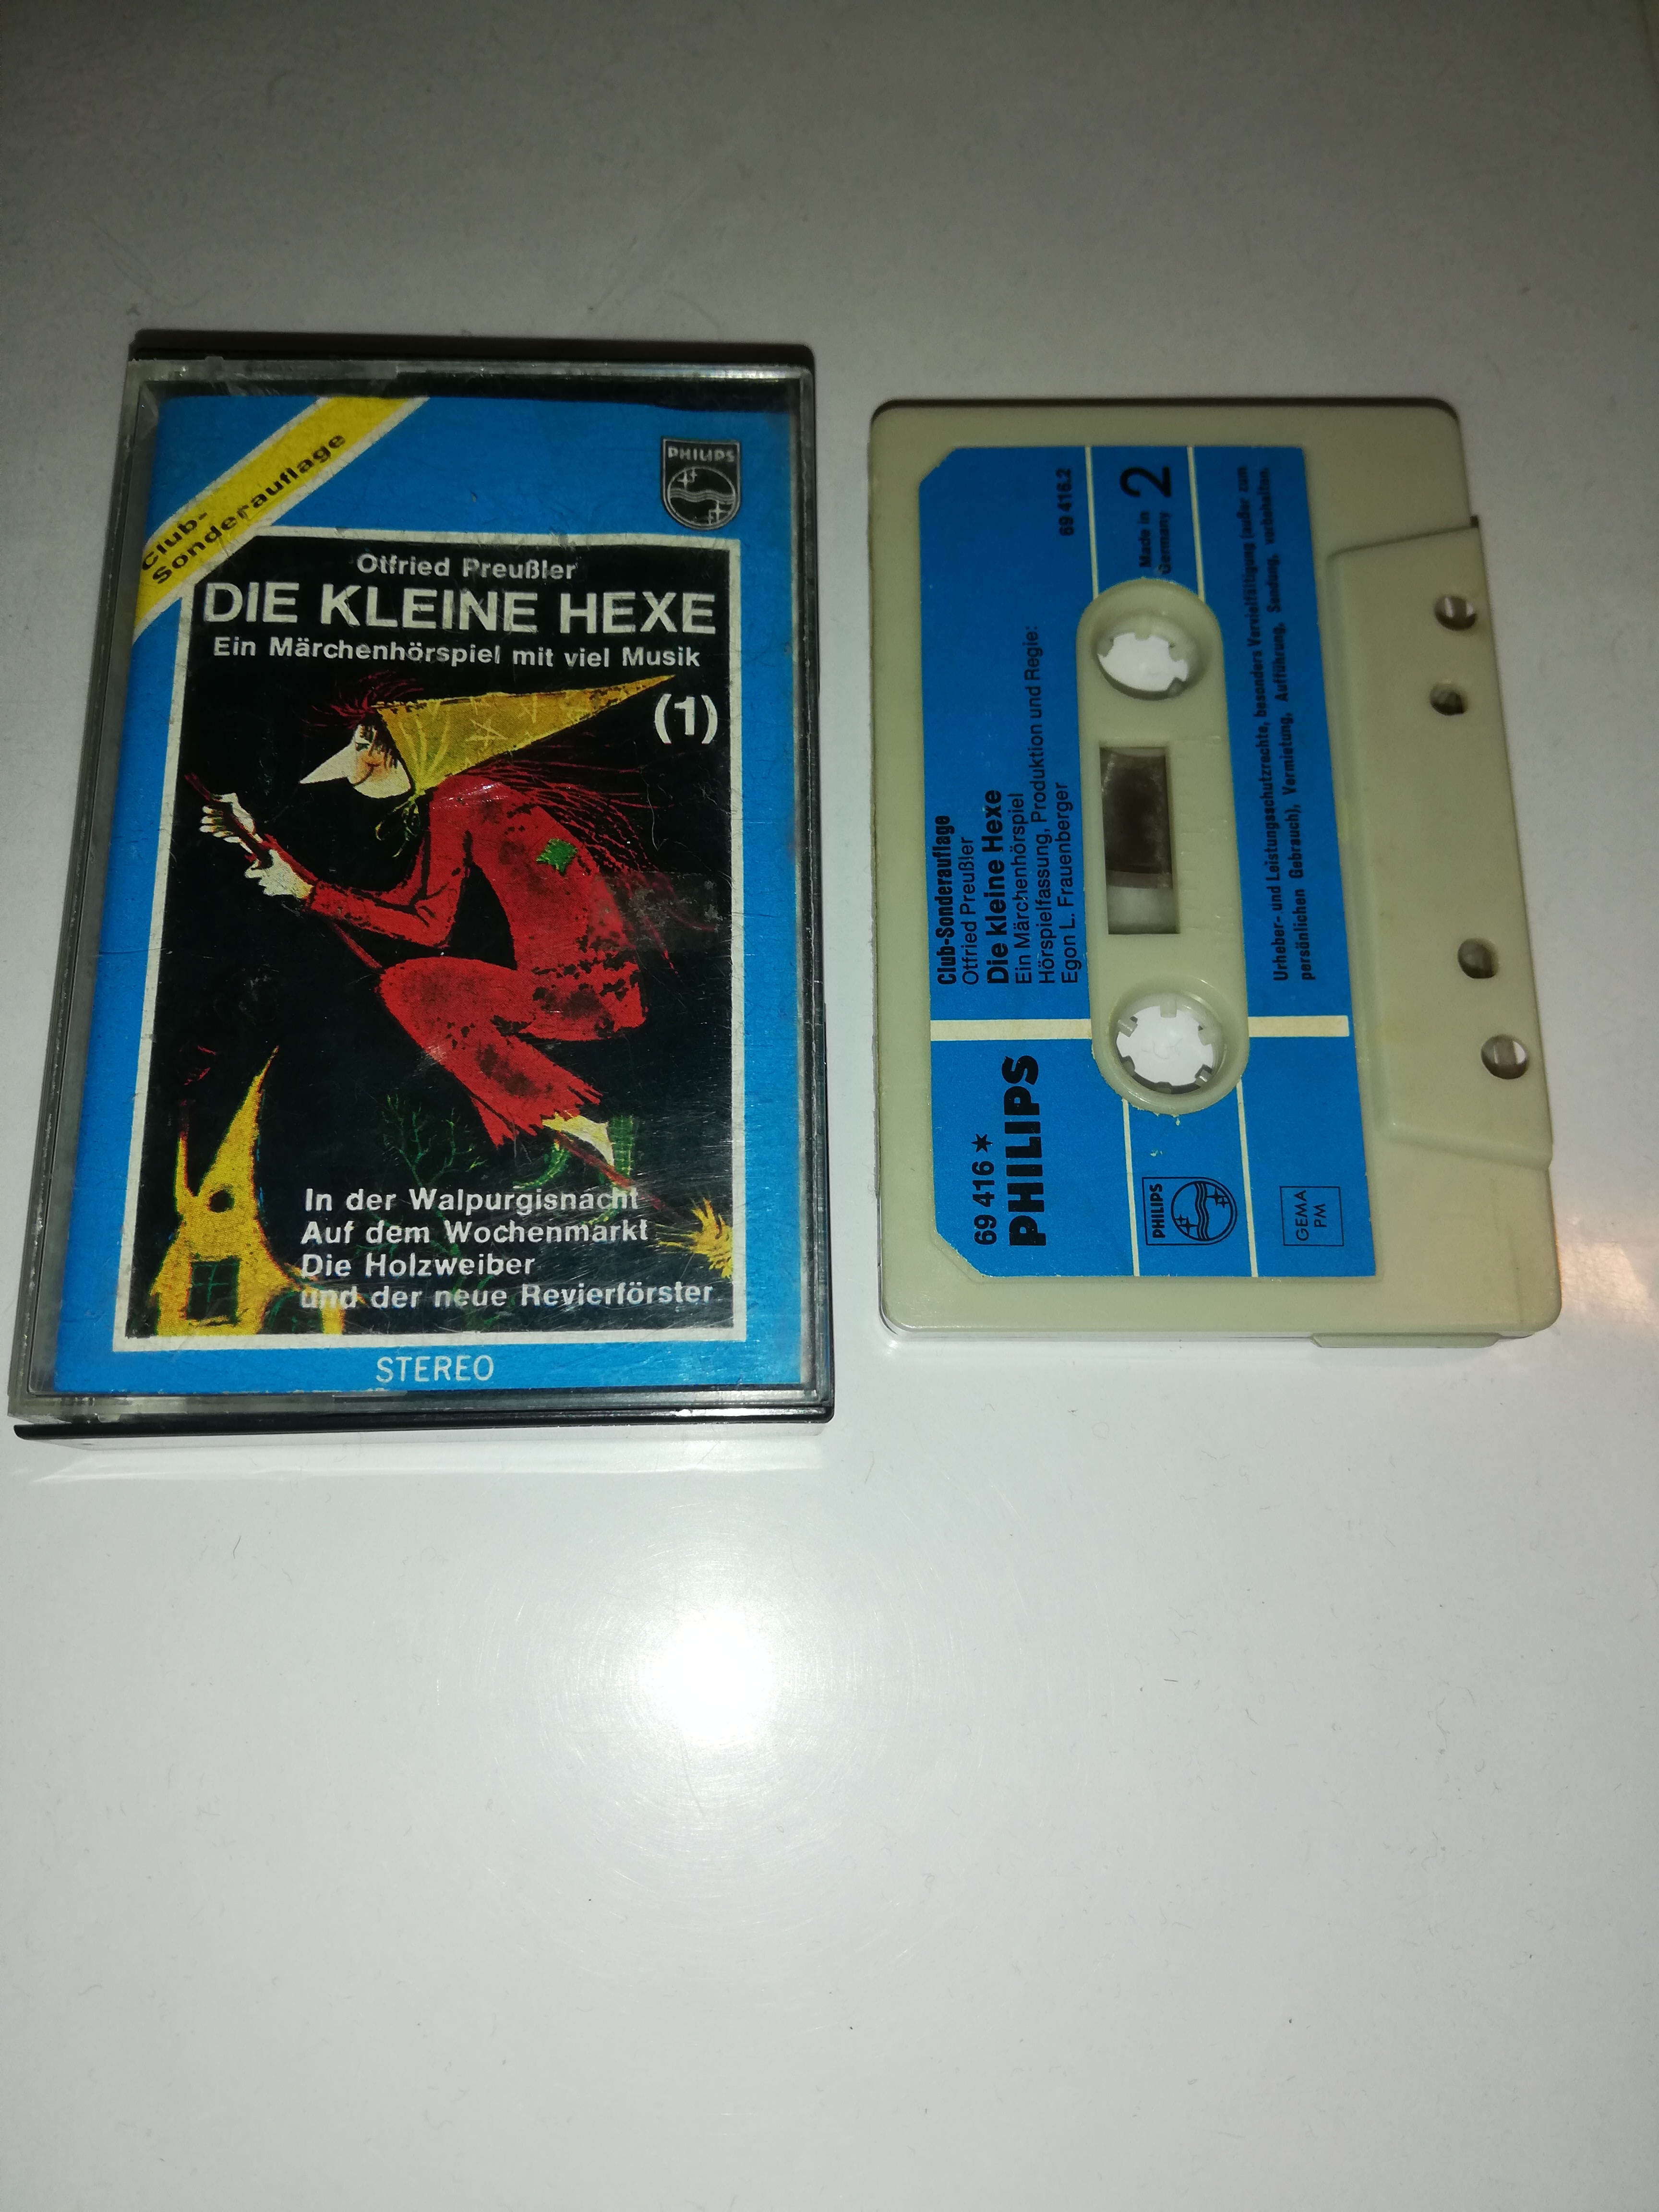 Club-
Sonderauflage
PHILIPS
Otfried Preußler
DIE KLEINE HEXE
Ein Märchenhörspiel mit viel Musik
(1)
In der Walpurgisnacht
Auf dem Wochenmarkt
Die Holzweiber
und der neue Revierförster
STEREO
69 416 ✶
PHILIPS
Club-Sonderauflage
Otfried Preußler
Die kleine Hexe
Ein Märchenhörspiel
Hörspielfassung, Produktion und Regie:
Egon L. Frauenberger
69 416.2
PHILIPS
Made in
Germany
2
GEMA
PM
Urheber- und Leistungsschutzrechte, besonders Vervielfältigung (außer zum
persönlichen Gebrauch), Vermietung, Aufführung, Sendung, vorbehalten.